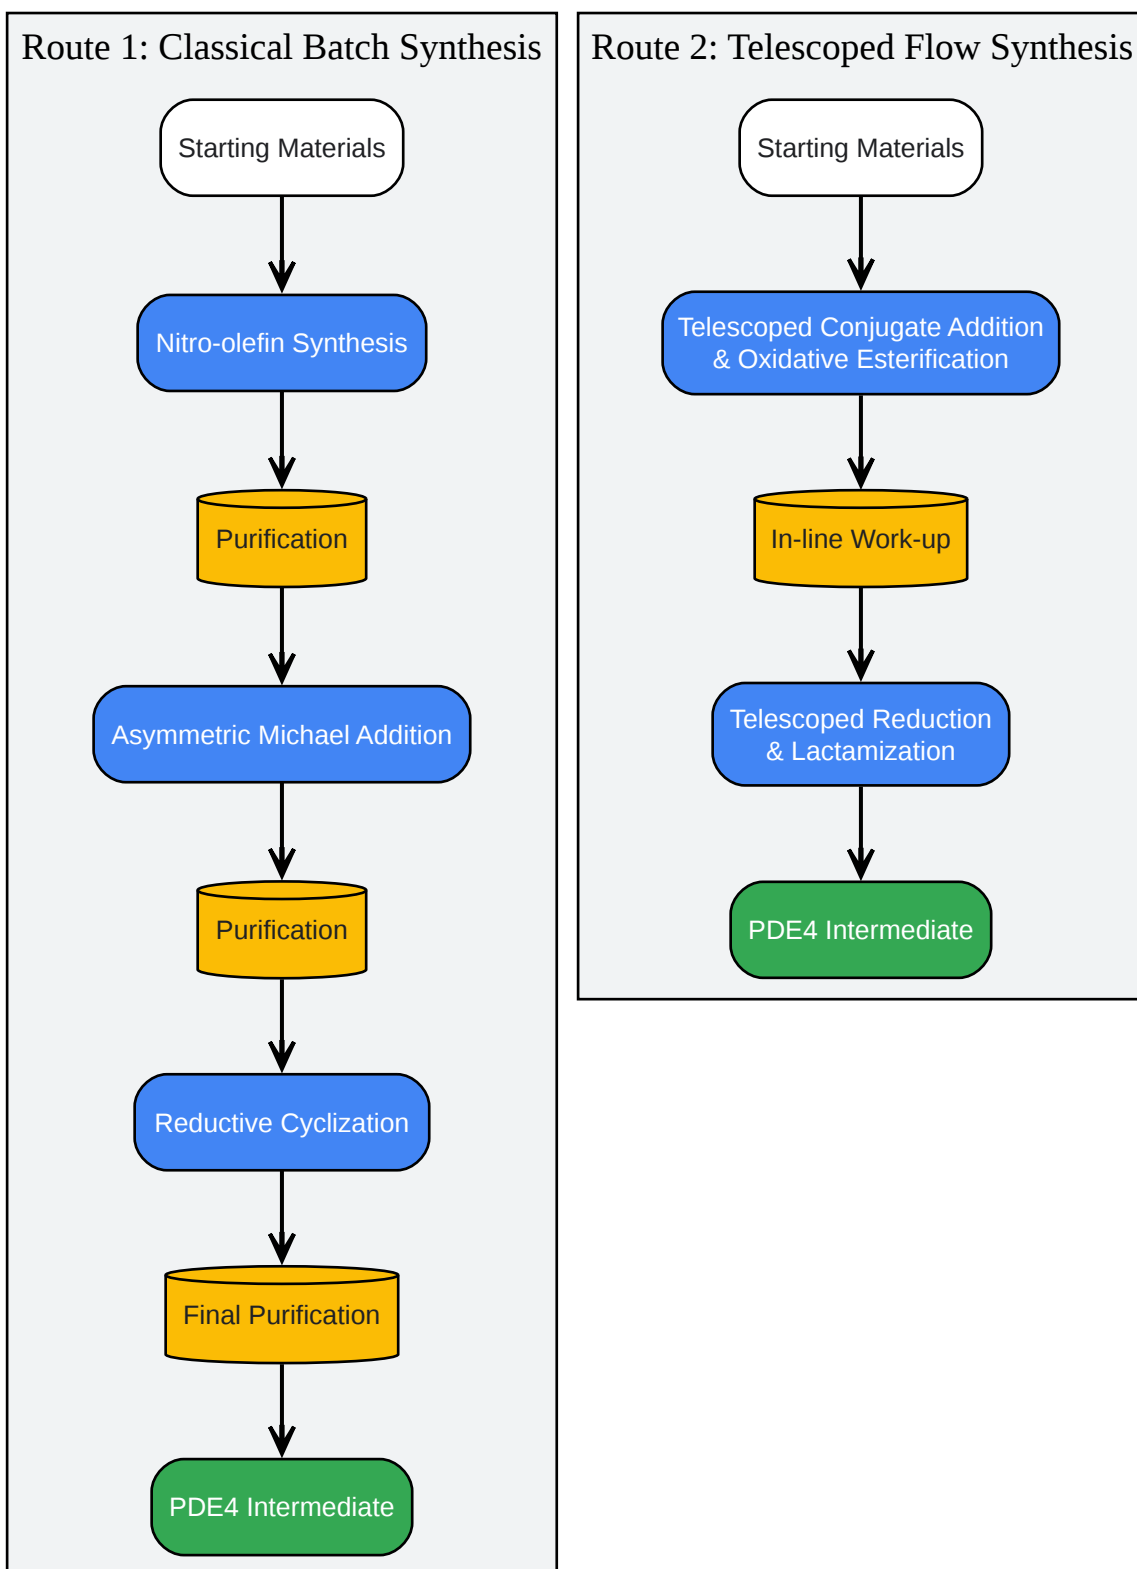 Route 1: Classical Batch Synthesis
Starting Materials
Nitro-olefin Synthesis
Purification
Asymmetric Michael Addition
Purification
Reductive Cyclization
Final Purification
PDE4 Intermediate
Route 2: Telescoped Flow Synthesis
Starting Materials
Telescoped Conjugate Addition
& Oxidative Esterification
In-line Work-up
Telescoped Reduction
& Lactamization
PDE4 Intermediate